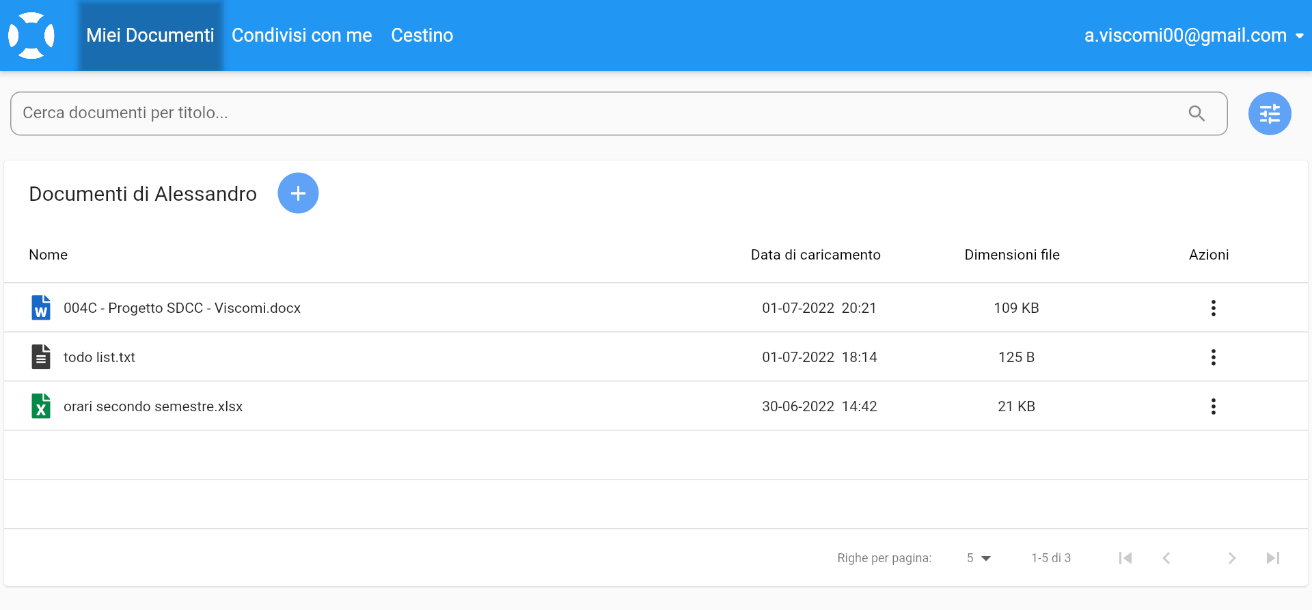 Miei Documenti Condivisi con me Cestino a.viscomi00@gmail.com
Cerca documenti per titolo...
Documenti di Alessandro
Nome Data di caricamento Dimensioni file Azioni
004C - Progetto SDCC - Viscomi.docx 01-07-2022 20:21 109 KB
todo list.txt 01-07-2022 18:14 125 B
orari secondo semestre.xlsx 30-06-2022 14:42 21 KB
Righe per pagina: 5 1-5 di 3